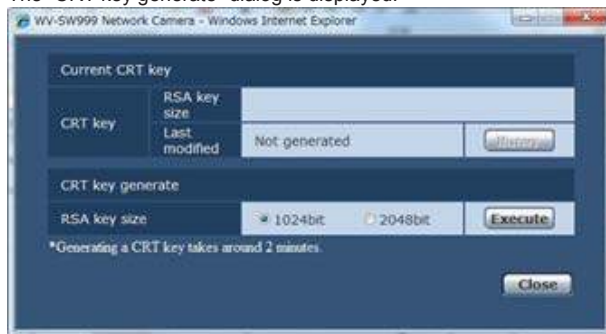 The "CRT key generate" dialog is displayed.
WV-SW999 Network Camera - Windows Internet Explorer
Current CRT key
CRT key
RSA key size
Last modified
Not generated
History
CRT key generate
RSA key size
1024bit
2048bit
Execute
*Generating a CRT key takes around 2 minutes.
Close